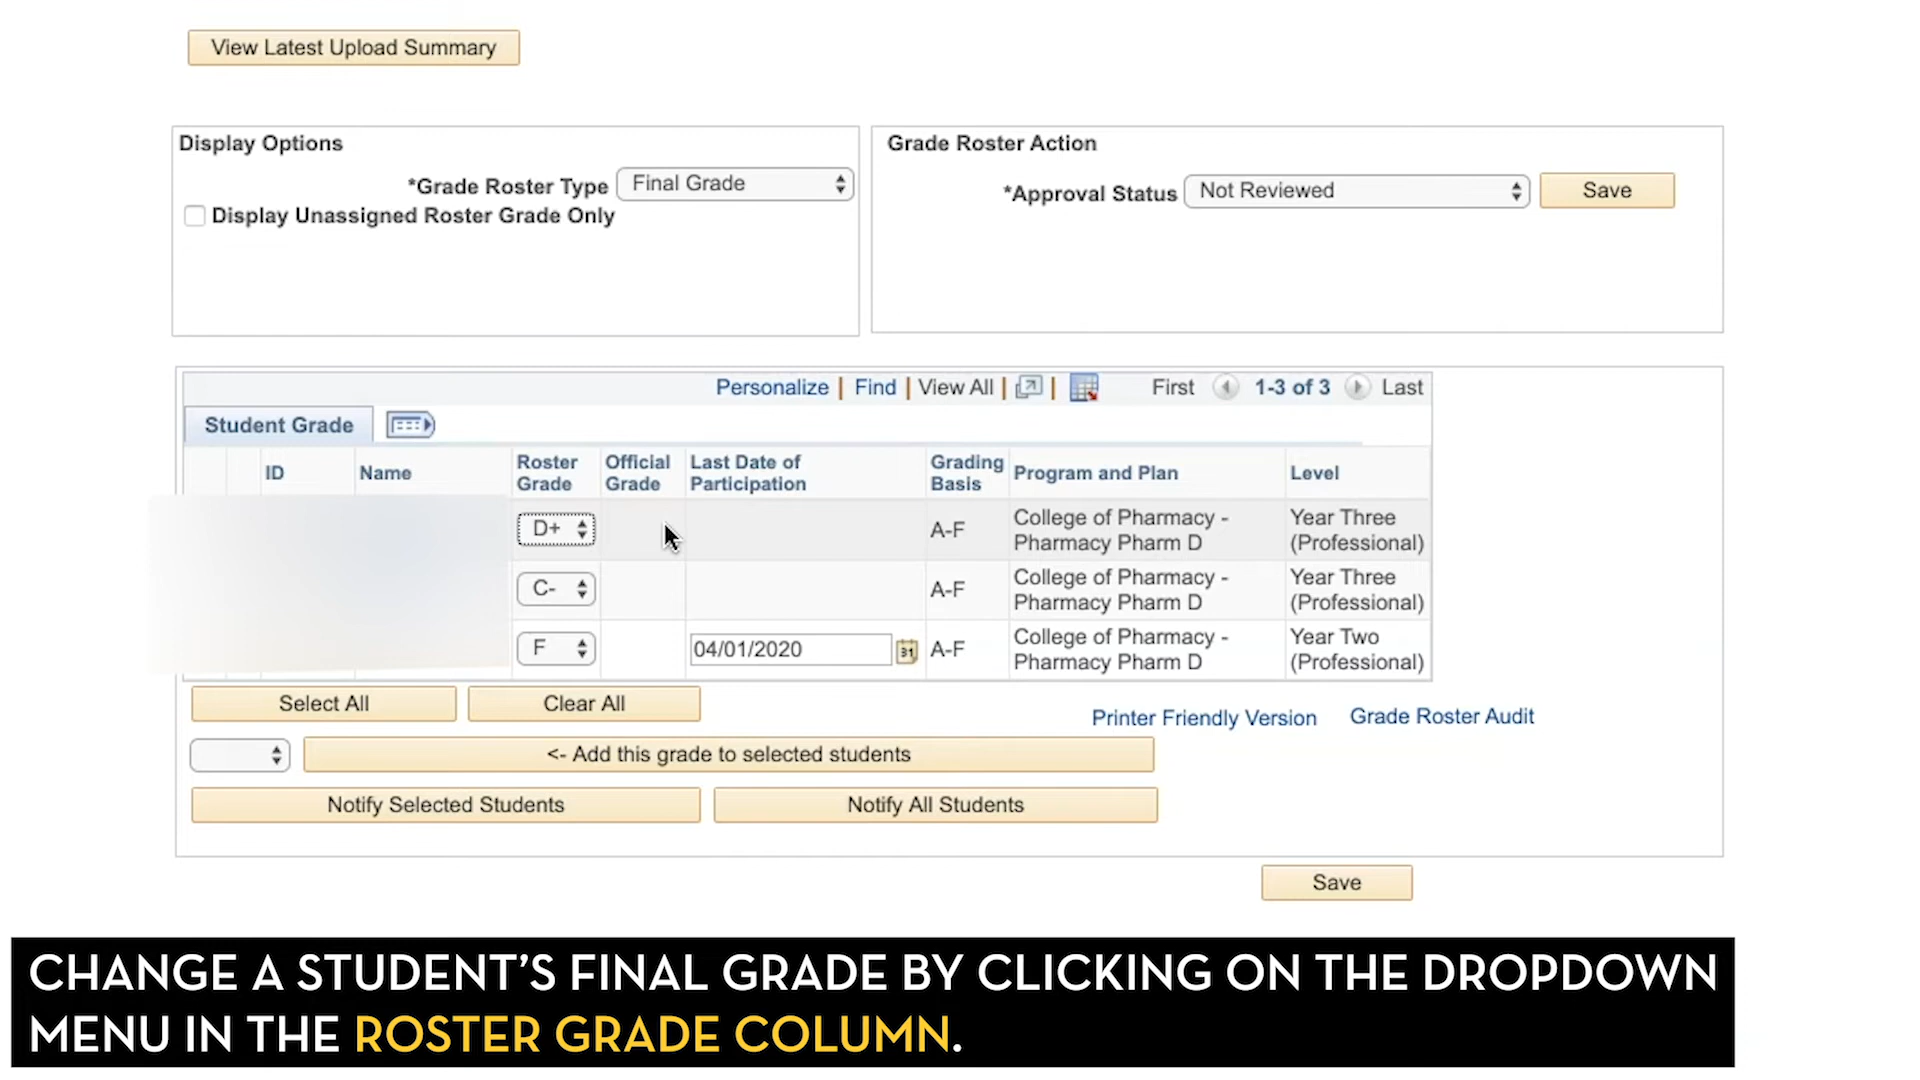 View Latest Upload Summary
Display Options
*Grade Roster Type Final Grade
Display Unassigned Roster Grade Only
Grade Roster Action
*Approval Status Not Reviewed Save
Personalize | Find | View All | | First 1-3 of 3 Last
Student Grade
ID Name Roster Grade Official Grade Last Date of Participation Grading Basis Program and Plan Level
D+ A-F College of Pharmacy - Pharmacy Pharm D Year Three (Professional)
C- A-F College of Pharmacy - Pharmacy Pharm D Year Three (Professional)
F 04/01/2020 31 A-F College of Pharmacy - Pharmacy Pharm D Year Two (Professional)
Select All Clear All
Printer Friendly Version Grade Roster Audit
<- Add this grade to selected students
Notify Selected Students Notify All Students
Save
CHANGE A STUDENT'S FINAL GRADE BY CLICKING ON THE DROPDOWN
MENU IN THE ROSTER GRADE COLUMN.